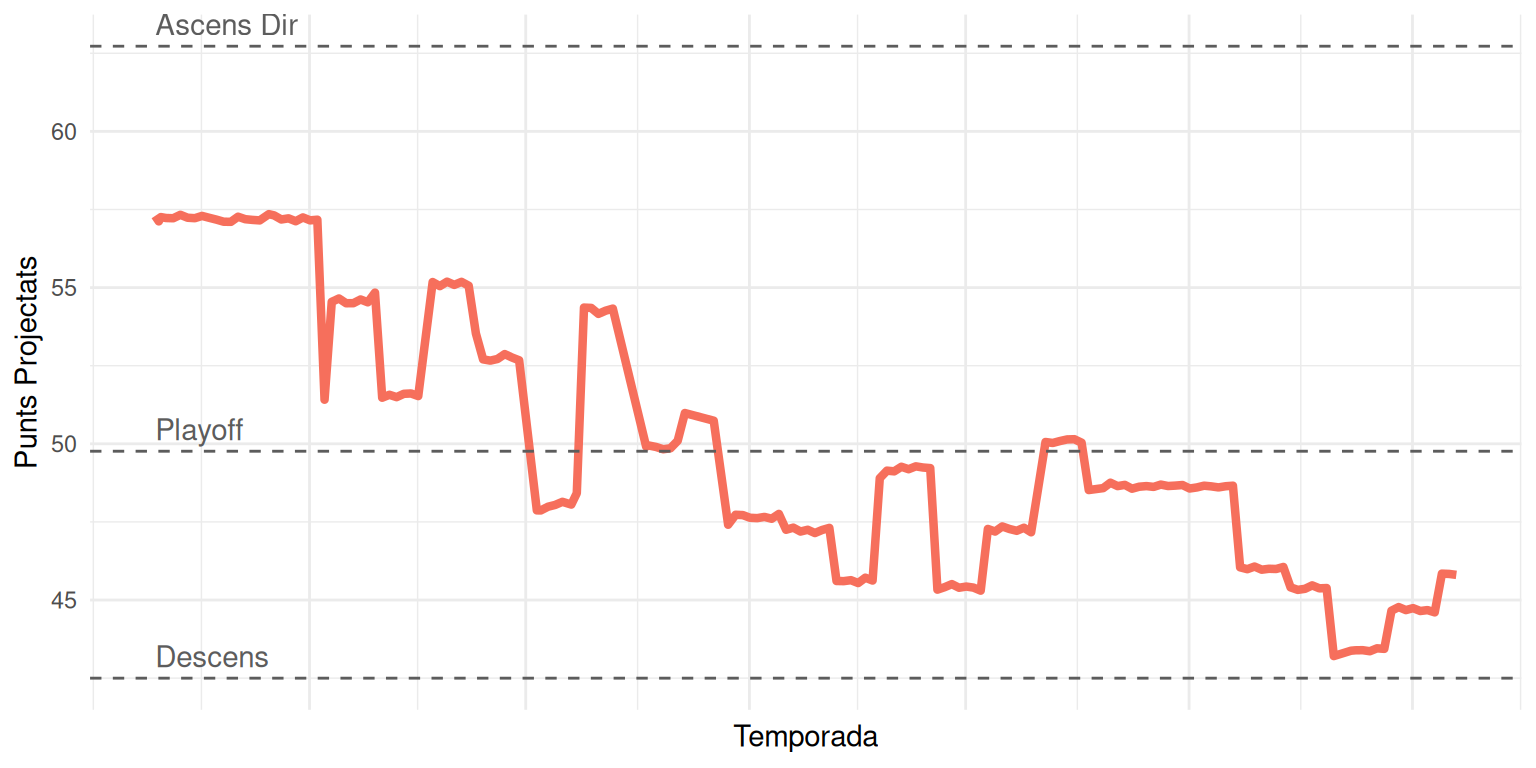 Ascens Dir
60
55
Playoff
50
45
Descens
Punts Projectats
Temporada